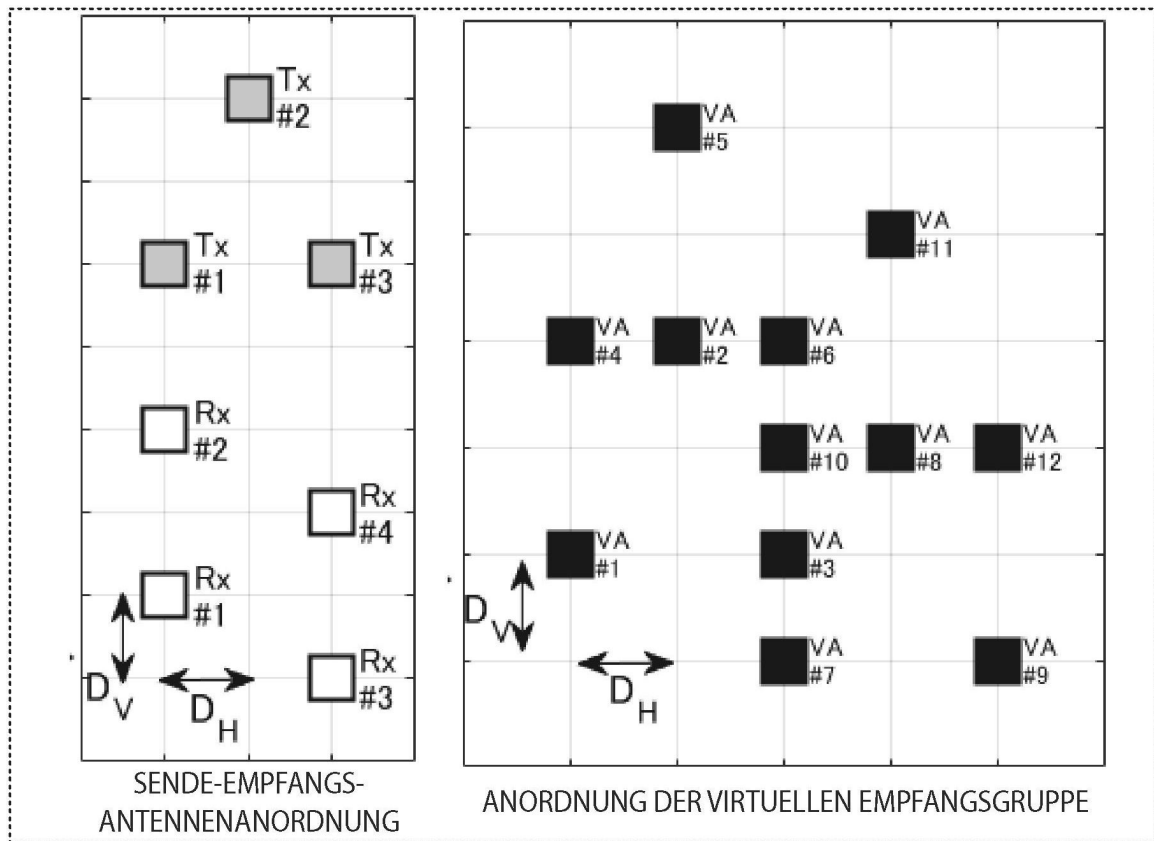 Tx
#2
Tx
#1
Tx
#3
Rx
#2
Rx
#4
Rx
#1
Rx
#3
D V
D H
SENDE-EMPFANGS-
ANTENNENANORDNUNG
VA
#5
VA
#11
VA
#4
VA
#2
VA
#6
VA
#10
VA
#8
VA
#12
VA
#1
VA
#3
VA
#7
VA
#9
D V
D H
ANORDNUNG DER VIRTUELLEN EMPFANGSGRUPPE